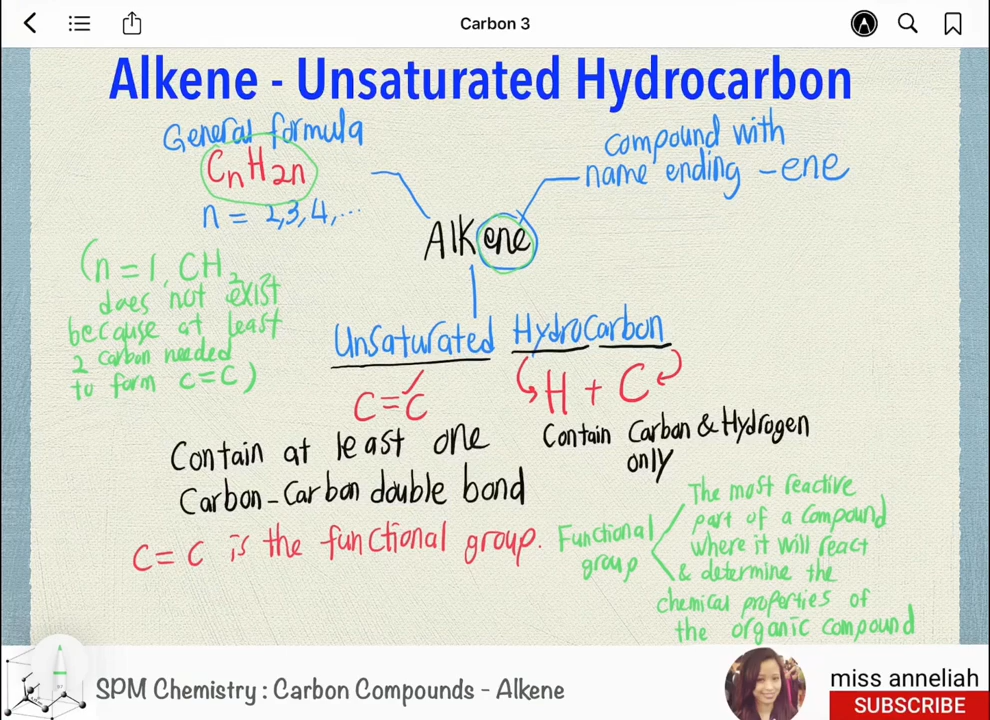 Carbon 3
Alkene - Unsaturated Hydrocarbon
General formula
CnH2n
n = 2,3,4,...
compound with
name ending -ene
Alkene
(n = 1, CH2
does not exist
because at least
2 carbon needed
to form C=C)
Unsaturated Hydrocarbon
C=C
H + C
Contain at least one
Carbon-Carbon double bond
Contain Carbon & Hydrogen
only
C=C is the functional group.
Functional
group
The most reactive
part of a compound
where it will react
& determine the
chemical properties of
the organic compound
SPM Chemistry : Carbon Compounds - Alkene
miss anneliah
SUBSCRIBE